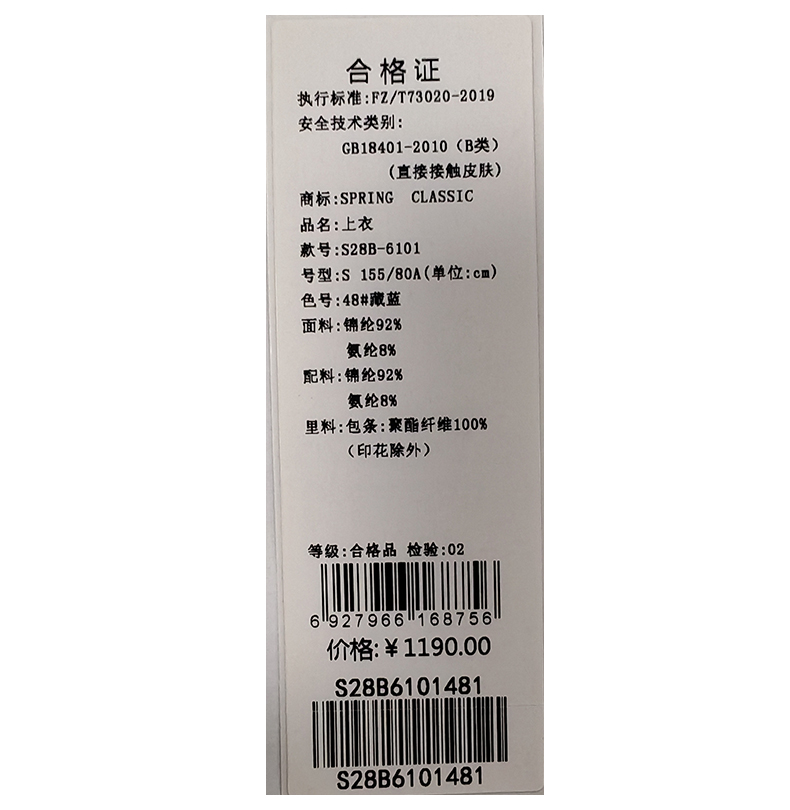 合格证
执行标准:FZ/T73020-2019
安全技术类别:
GB18401-2010（B类）
(直接接触皮肤)
商标:SPRING CLASSIC
品名:上衣
款号:S28B-6101
号型:S 155/80A(单位:cm)
色号:48#藏蓝
面料:锦纶92%
氨纶8%
配料:锦纶92%
氨纶8%
里料:包条:聚酯纤维100%
（印花除外）
等级:合格品 检验:02
6 927966 168756
价格:￥1190.00
S28B6101481
S28B6101481